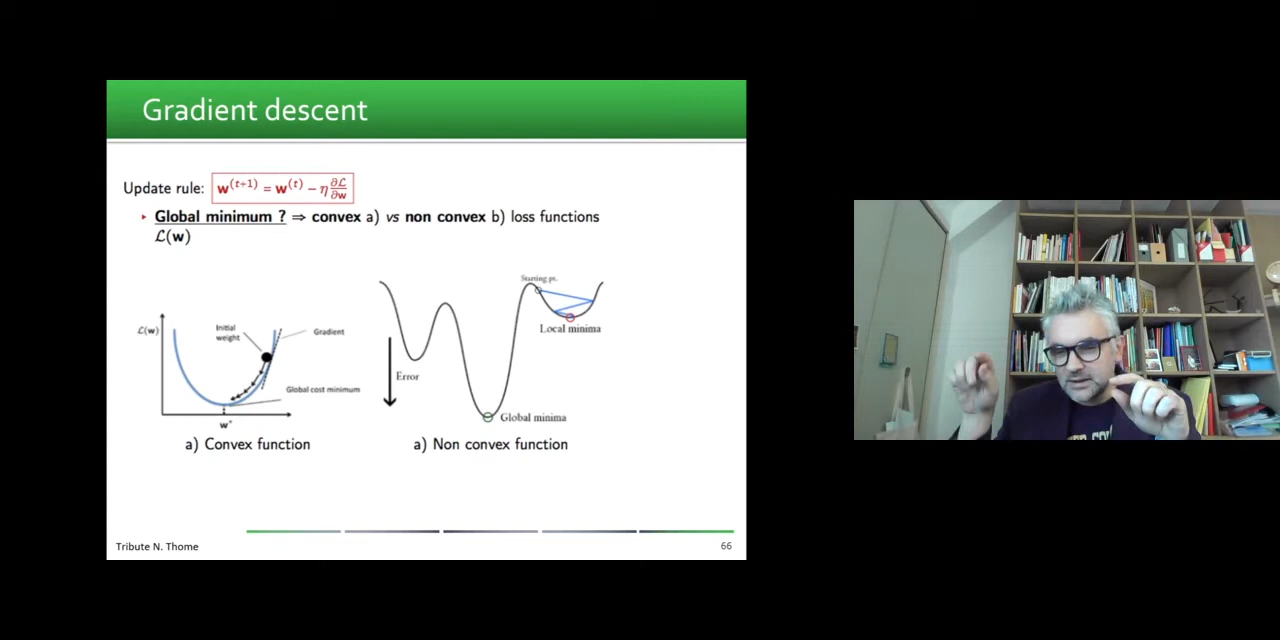 Gradient descent
Update rule: w^(t+1) = w^(t) − η ∂ℒ/∂w
▸ Global minimum ? ⇒ convex a) vs non convex b) loss functions
ℒ(w)
ℒ(w)
Initial
weight
Gradient
Global cost minimum
w*
a) Convex function
Starting pt.
Local minima
Error
Global minima
a) Non convex function
Tribute N. Thome
66